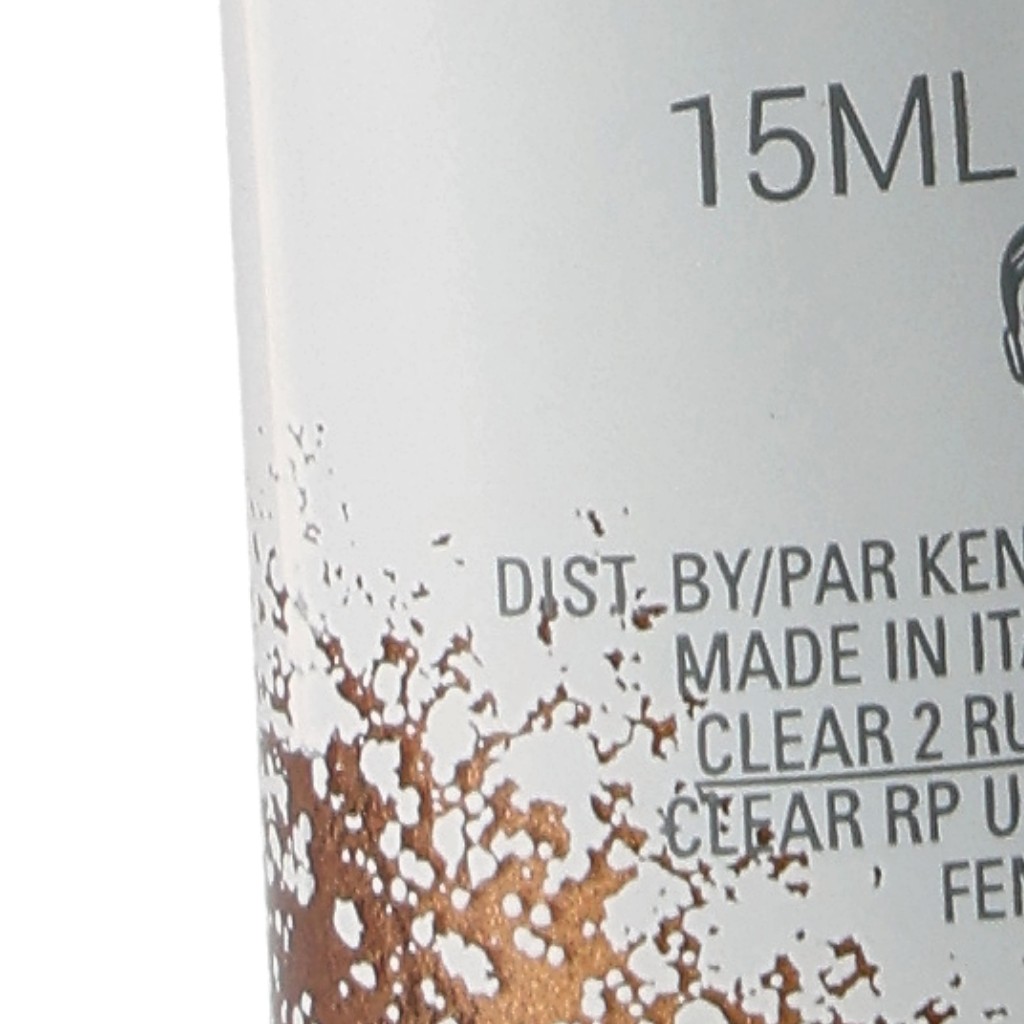 15ML
DIST. BY/PAR KEN
MADE IN ITA
CLEAR 2 RU
CLEAR RP U
FEN